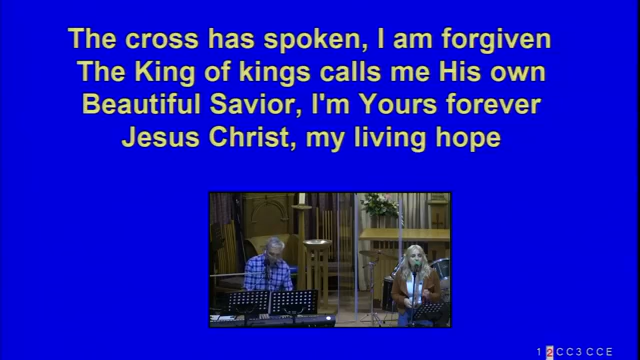 The cross has spoken, I am forgiven
The King of kings calls me His own
Beautiful Savior, I'm Yours forever
Jesus Christ, my living hope
1 2 C C 3 C C E